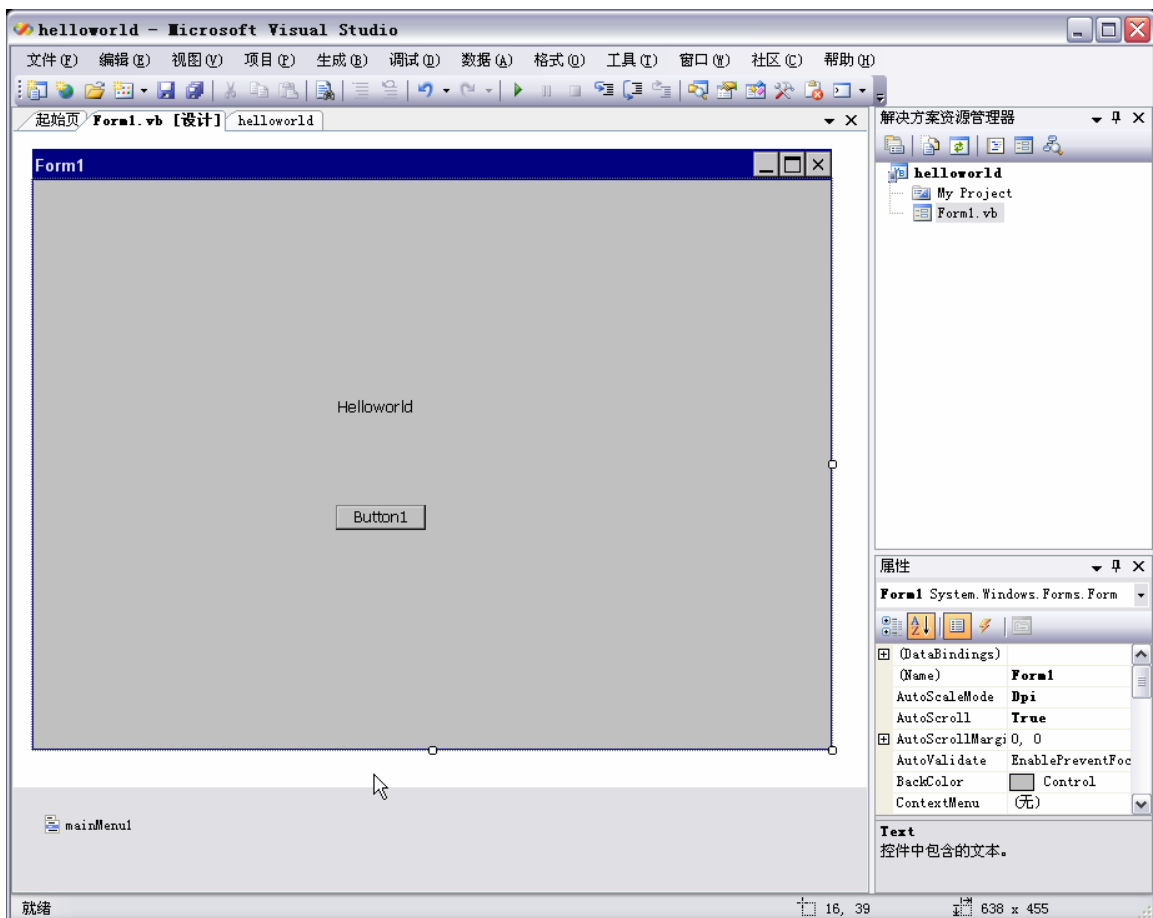 helloworld - Microsoft Visual Studio
文件(F) 编辑(E) 视图(V) 项目(P) 生成(B) 调试(D) 数据(A) 格式(O) 工具(T) 窗口(W) 社区(C) 帮助(H)
起始页 Form1.vb [设计] helloworld
解决方案资源管理器
Form1
helloworld
My Project
Form1.vb
Helloworld
Button1
属性
Form1 System.Windows.Forms.Form
(DataBindings)
(Name) Form1
AutoScaleMode Dpi
AutoScroll True
AutoScrollMargi 0, 0
AutoValidate EnablePreventFoc
BackColor Control
ContextMenu (无)
mainMenu1
Text
控件中包含的文本。
就绪 16, 39 638 x 455